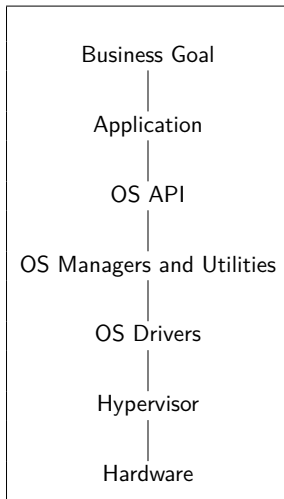 Business Goal
Application
OS API
OS Managers and Utilities
OS Drivers
Hypervisor
Hardware